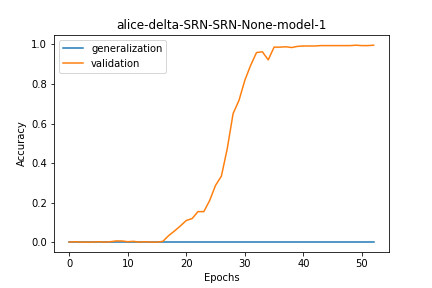 alice-delta-SRN-SRN-None-model-1
generalization
validation
1.0
0.8
0.6
0.4
0.2
0.0
Accuracy
0 10 20 30 40 50
Epochs